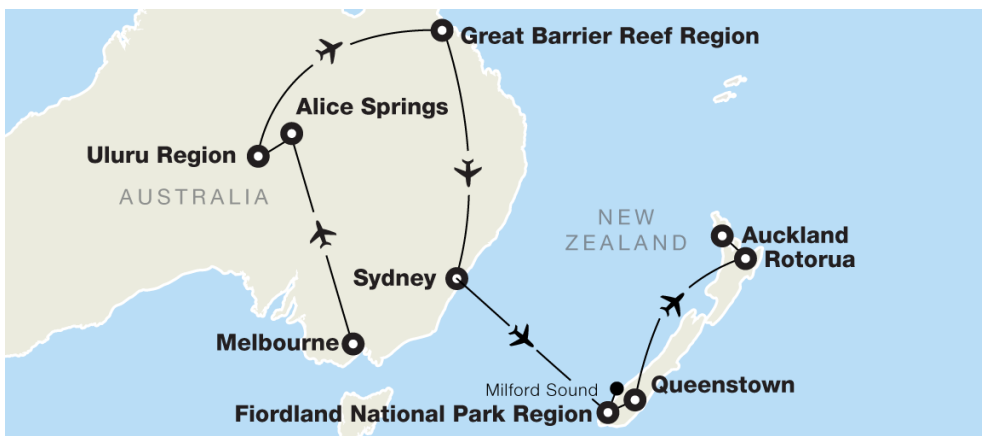 Great Barrier Reef Region
Alice Springs
Uluru Region
AUSTRALIA
NEW
ZEALAND
Auckland
Rotorua
Sydney
Melbourne
Milford Sound
Queenstown
Fiordland National Park Region